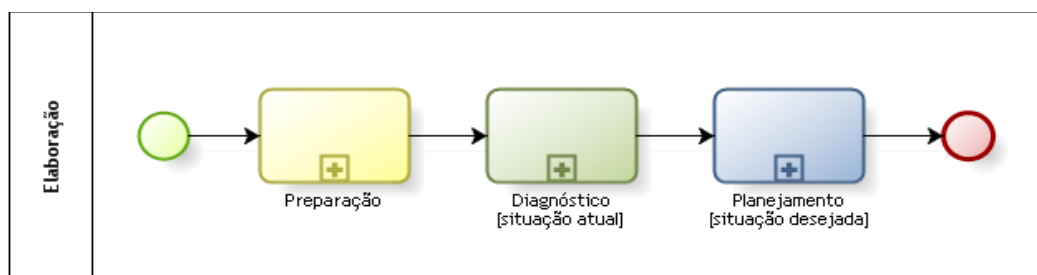 Elaboração
Preparação
Diagnóstico
[situação atual]
Planejamento
[situação desejada]